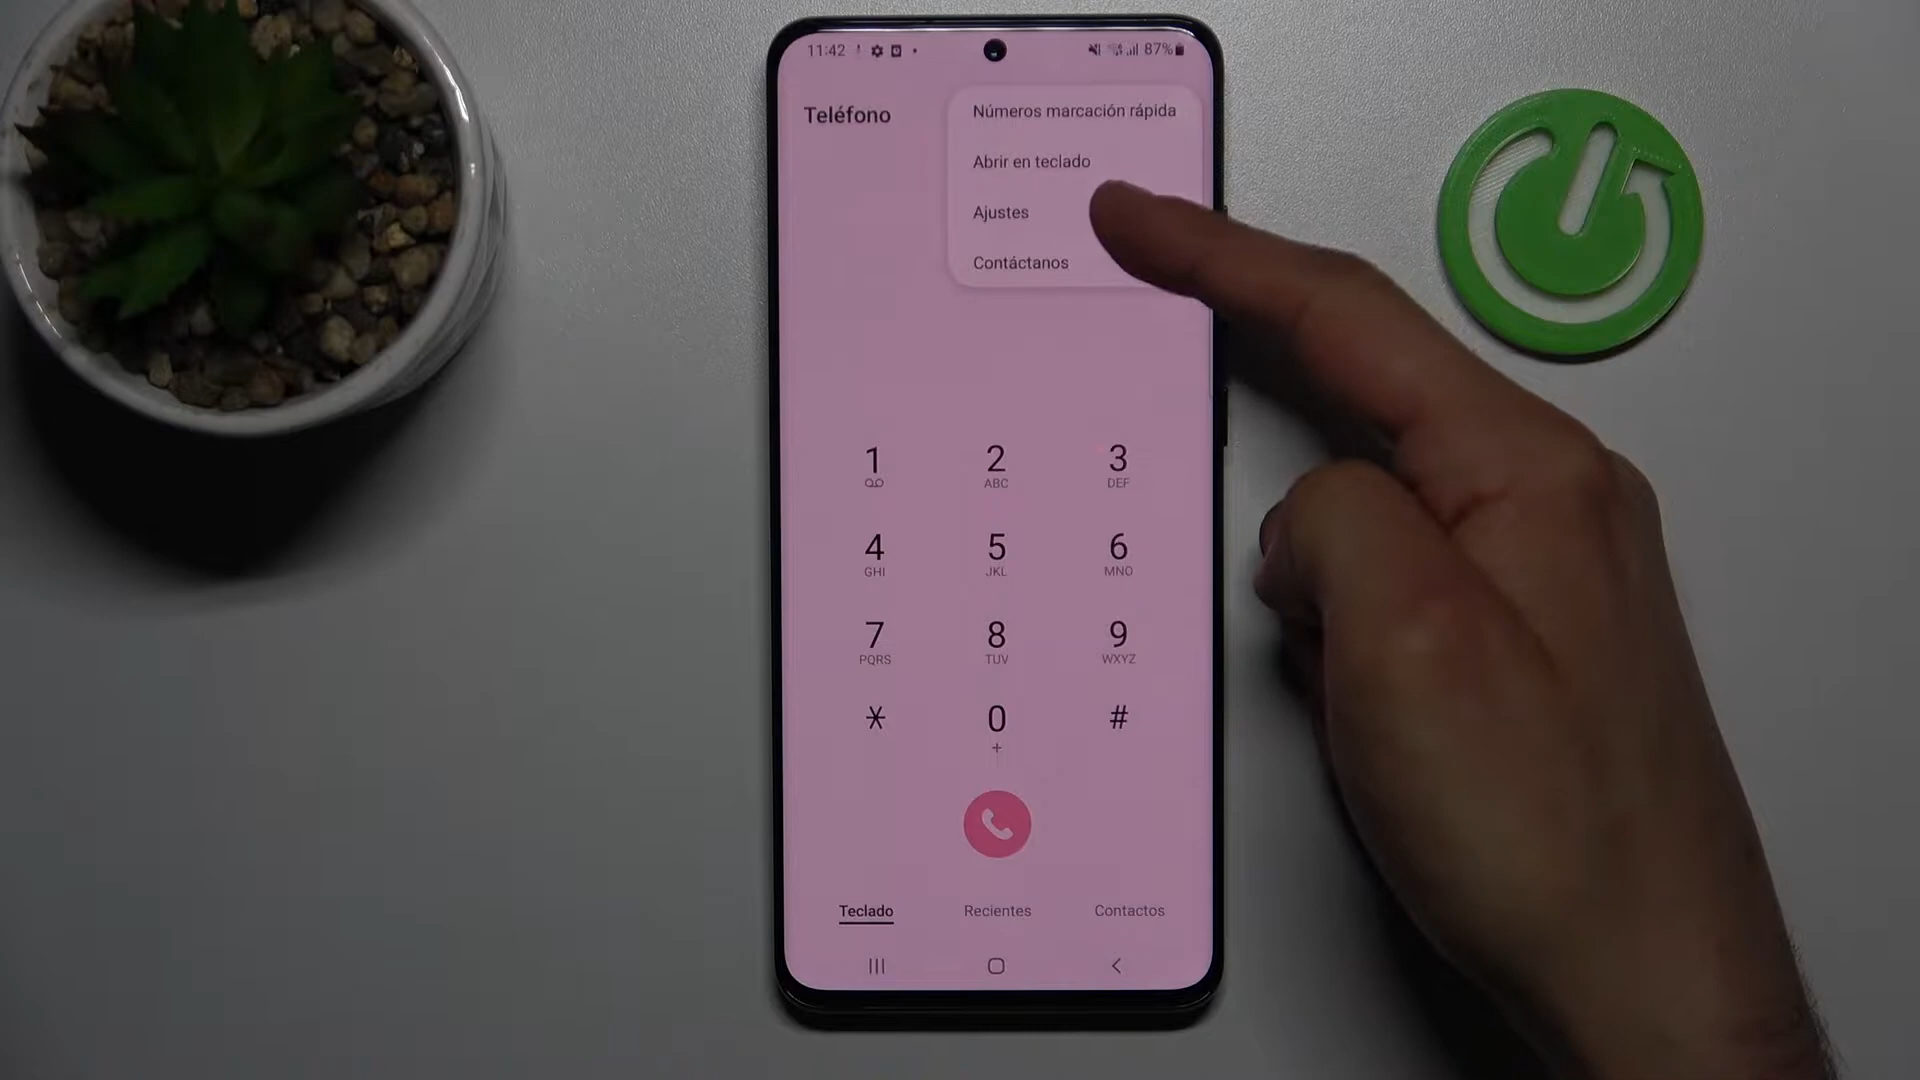 11:42
87%
Teléfono
Números marcación rápida
Abrir en teclado
Ajustes
Contáctanos
1 2 3
ABC DEF
4 5 6
GHI JKL MNO
7 8 9
PQRS TUV WXYZ
* 0 #
+
Teclado Recientes Contactos